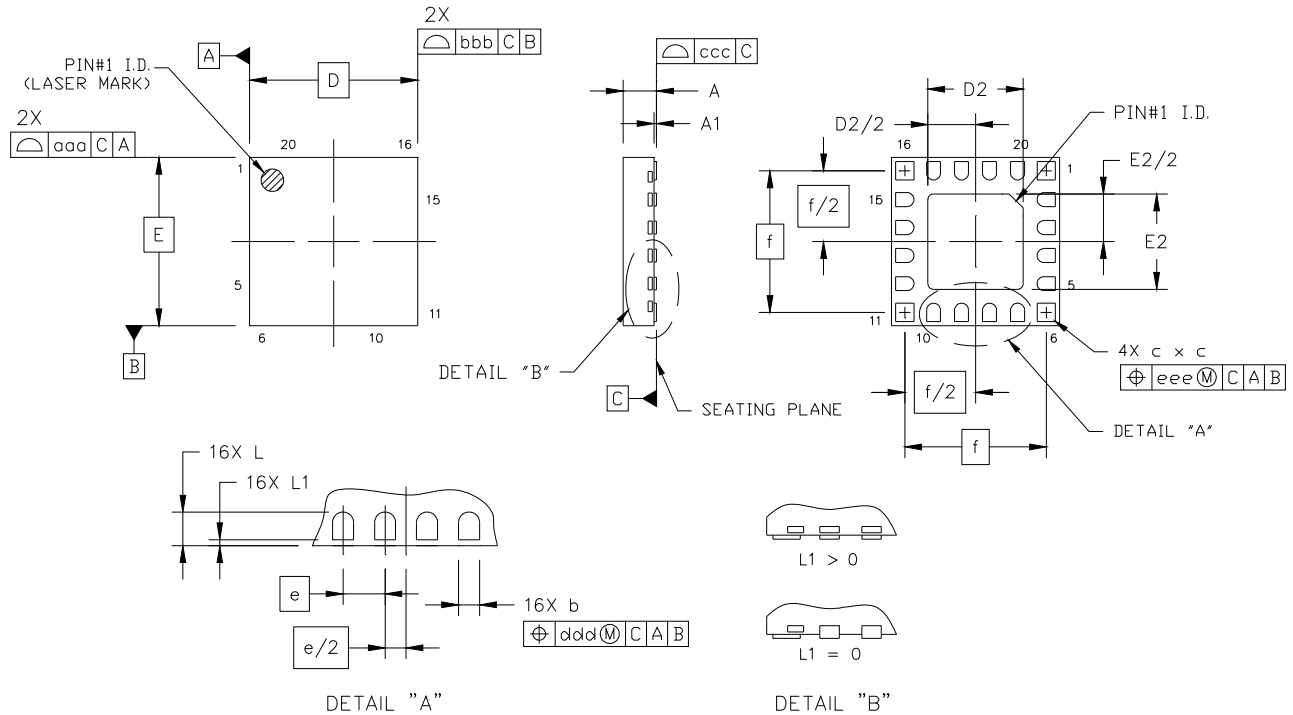 2X
bbb C B
A
D
PIN#1 I.D.
(LASER MARK)
2X
aaa C A
20
16
1
15
E
5
11
6
10
B
ccc C
A
A1
DETAIL "B"
C
SEATING PLANE
D2
D2/2
PIN#1 I.D.
16
20
E2/2
1
15
f/2
f
E2
5
11
10
6
4X c x c
eee Ⓜ C A B
f/2
f
DETAIL "A"
16X L
16X L1
e
16X b
ddd Ⓜ C A B
e/2
DETAIL "A"
L1 > 0
L1 = 0
DETAIL "B"